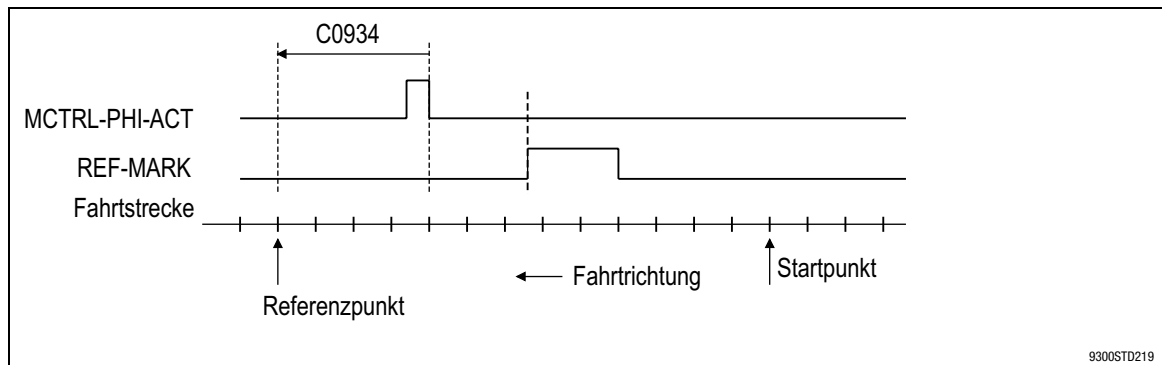 C0934
MCTRL-PHI-ACT
REF-MARK
Fahrtstrecke
Fahrtrichtung
Startpunkt
Referenzpunkt
9300STD219